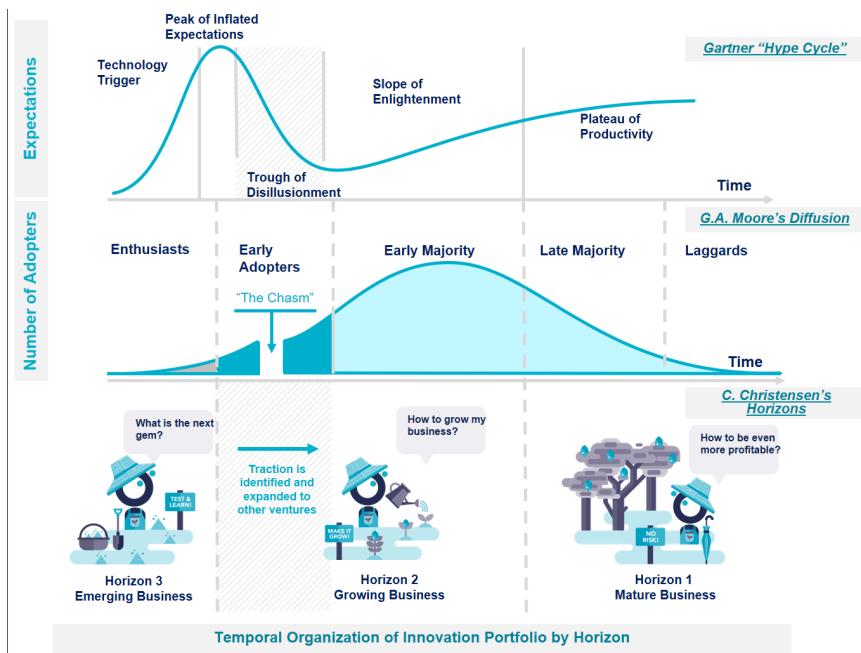 Peak of Inflated
Expectations
Gartner “Hype Cycle”
Technology
Trigger
Slope of
Enlightenment
Expectations
Plateau of
Productivity
Trough of
Disillusionment
Time
G.A. Moore’s Diffusion
Enthusiasts
Early
Adopters
Early Majority
Late Majority
Laggards
“The Chasm”
Number of Adopters
Time
C. Christensen’s
Horizons
What is the next
gem?
How to grow my
business?
How to be even
more profitable?
Traction is
identified and
expanded to
other ventures
TEST &
LEARN!
MAKE IT
GROW!
NO
RISK!
Horizon 3
Emerging Business
Horizon 2
Growing Business
Horizon 1
Mature Business
Temporal Organization of Innovation Portfolio by Horizon